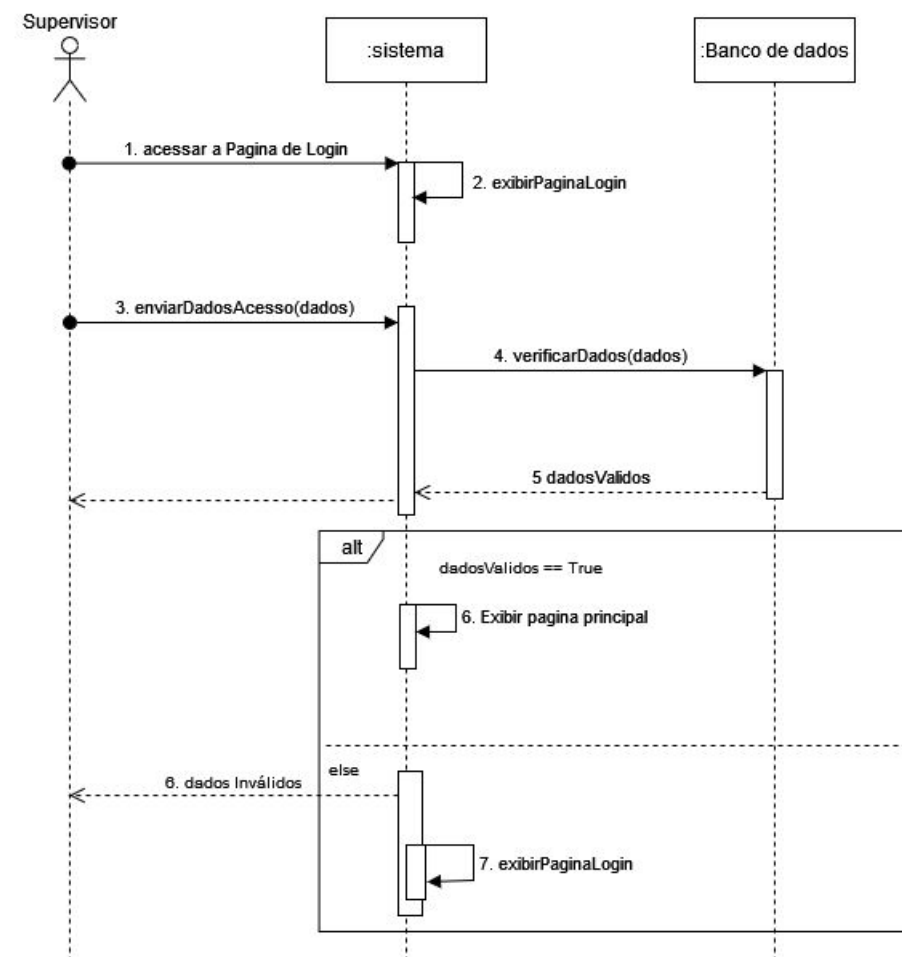 Supervisor
:sistema
:Banco de dados
1. acessar a Pagina de Login
2. exibirPaginaLogin
3. enviarDadosAcesso(dados)
4. verificarDados(dados)
5 dadosValidos
alt
dadosValidos == True
6. Exibir pagina principal
else
6. dados Inválidos
7. exibirPaginaLogin